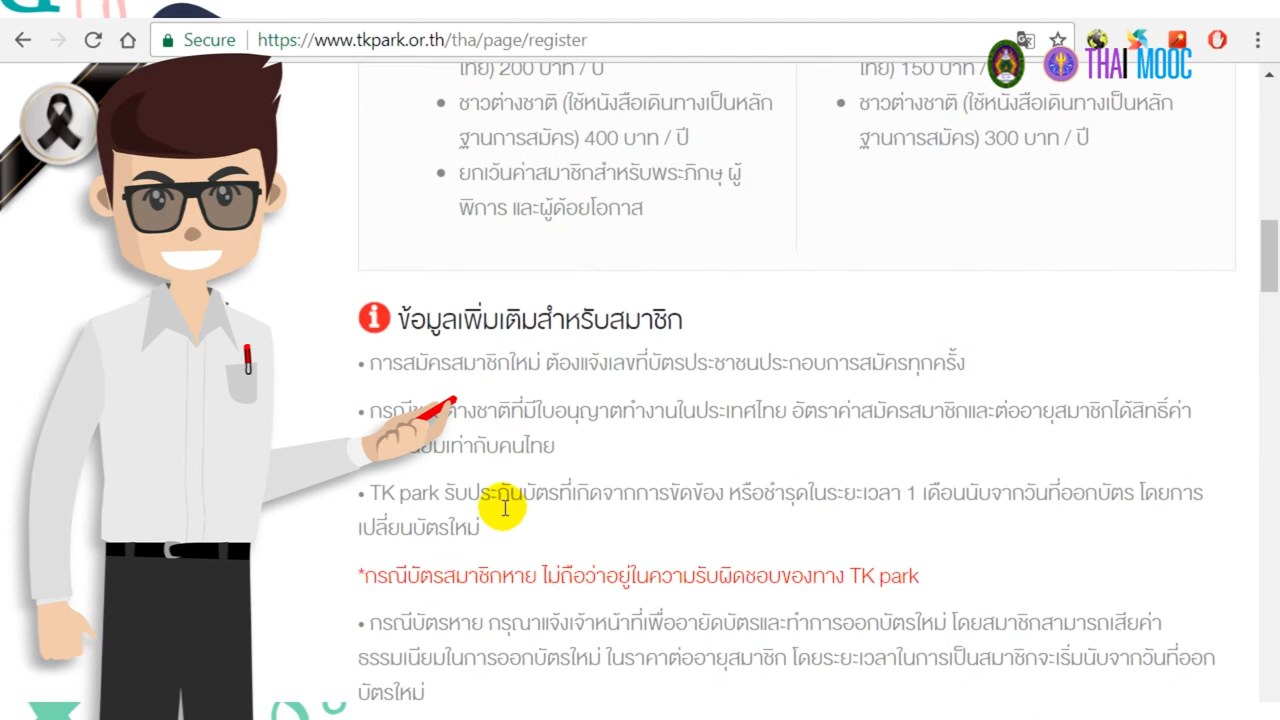 Secure
https://www.tkpark.or.th/tha/page/register
THAI MOOC
ไทย) 200 บาท / ปี
• ชาวต่างชาติ (ใช้หนังสือเดินทางเป็นหลัก
ฐานการสมัคร) 400 บาท / ปี
• ยกเว้นค่าสมาชิกสำหรับพระภิกษุ ผู้
พิการ และผู้ด้อยโอกาส
ไทย) 150 บาท /
• ชาวต่างชาติ (ใช้หนังสือเดินทางเป็นหลัก
ฐานการสมัคร) 300 บาท / ปี
ข้อมูลเพิ่มเติมสำหรับสมาชิก
• การสมัครสมาชิกใหม่ ต้องแจ้งเลขที่บัตรประชาชนประกอบการสมัครทุกครั้ง
• กรณี ต่างชาติที่มีใบอนุญาตทำงานในประเทศไทย อัตราค่าสมัครสมาชิกและต่ออายุสมาชิกได้สิทธิ์ค่า
เท่ากับคนไทย
• TK park รับประกันบัตรที่เกิดจากการขัดข้อง หรือชำรุดในระยะเวลา 1 เดือนนับจากวันที่ออกบัตร โดยการ
เปลี่ยนบัตรใหม่
*กรณีบัตรสมาชิกหาย ไม่ถือว่าอยู่ในความรับผิดชอบของทาง TK park
• กรณีบัตรหาย กรุณาแจ้งเจ้าหน้าที่เพื่ออายัดบัตรและทำการออกบัตรใหม่ โดยสมาชิกสามารถเสียค่า
ธรรมเนียมในการออกบัตรใหม่ ในราคาต่ออายุสมาชิก โดยระยะเวลาในการเป็นสมาชิกจะเริ่มนับจากวันที่ออก
บัตรใหม่